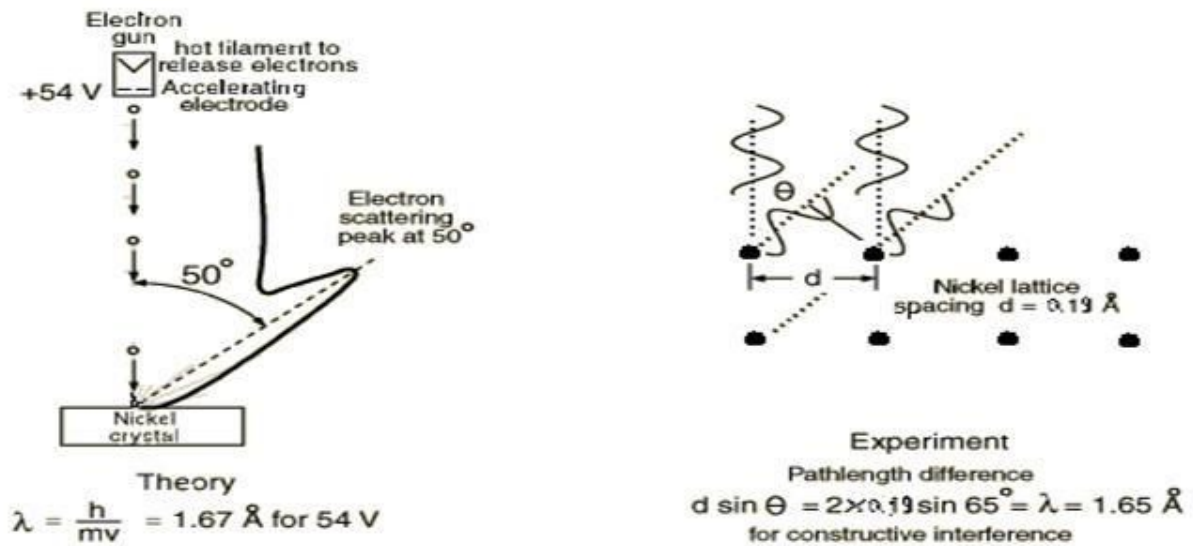 Electron
gun
hot filament to
release electrons
+54 V
Accelerating
electrode
Electron
scattering
peak at 50°
50°
Nickel
crystal
Theory
λ = h/mv = 1.67 Å for 54 V
θ
d
Nickel lattice
spacing d = 0.19 Å
Experiment
Pathlength difference
d sin θ = 2×0.19 sin 65° = λ = 1.65 Å
for constructive interference